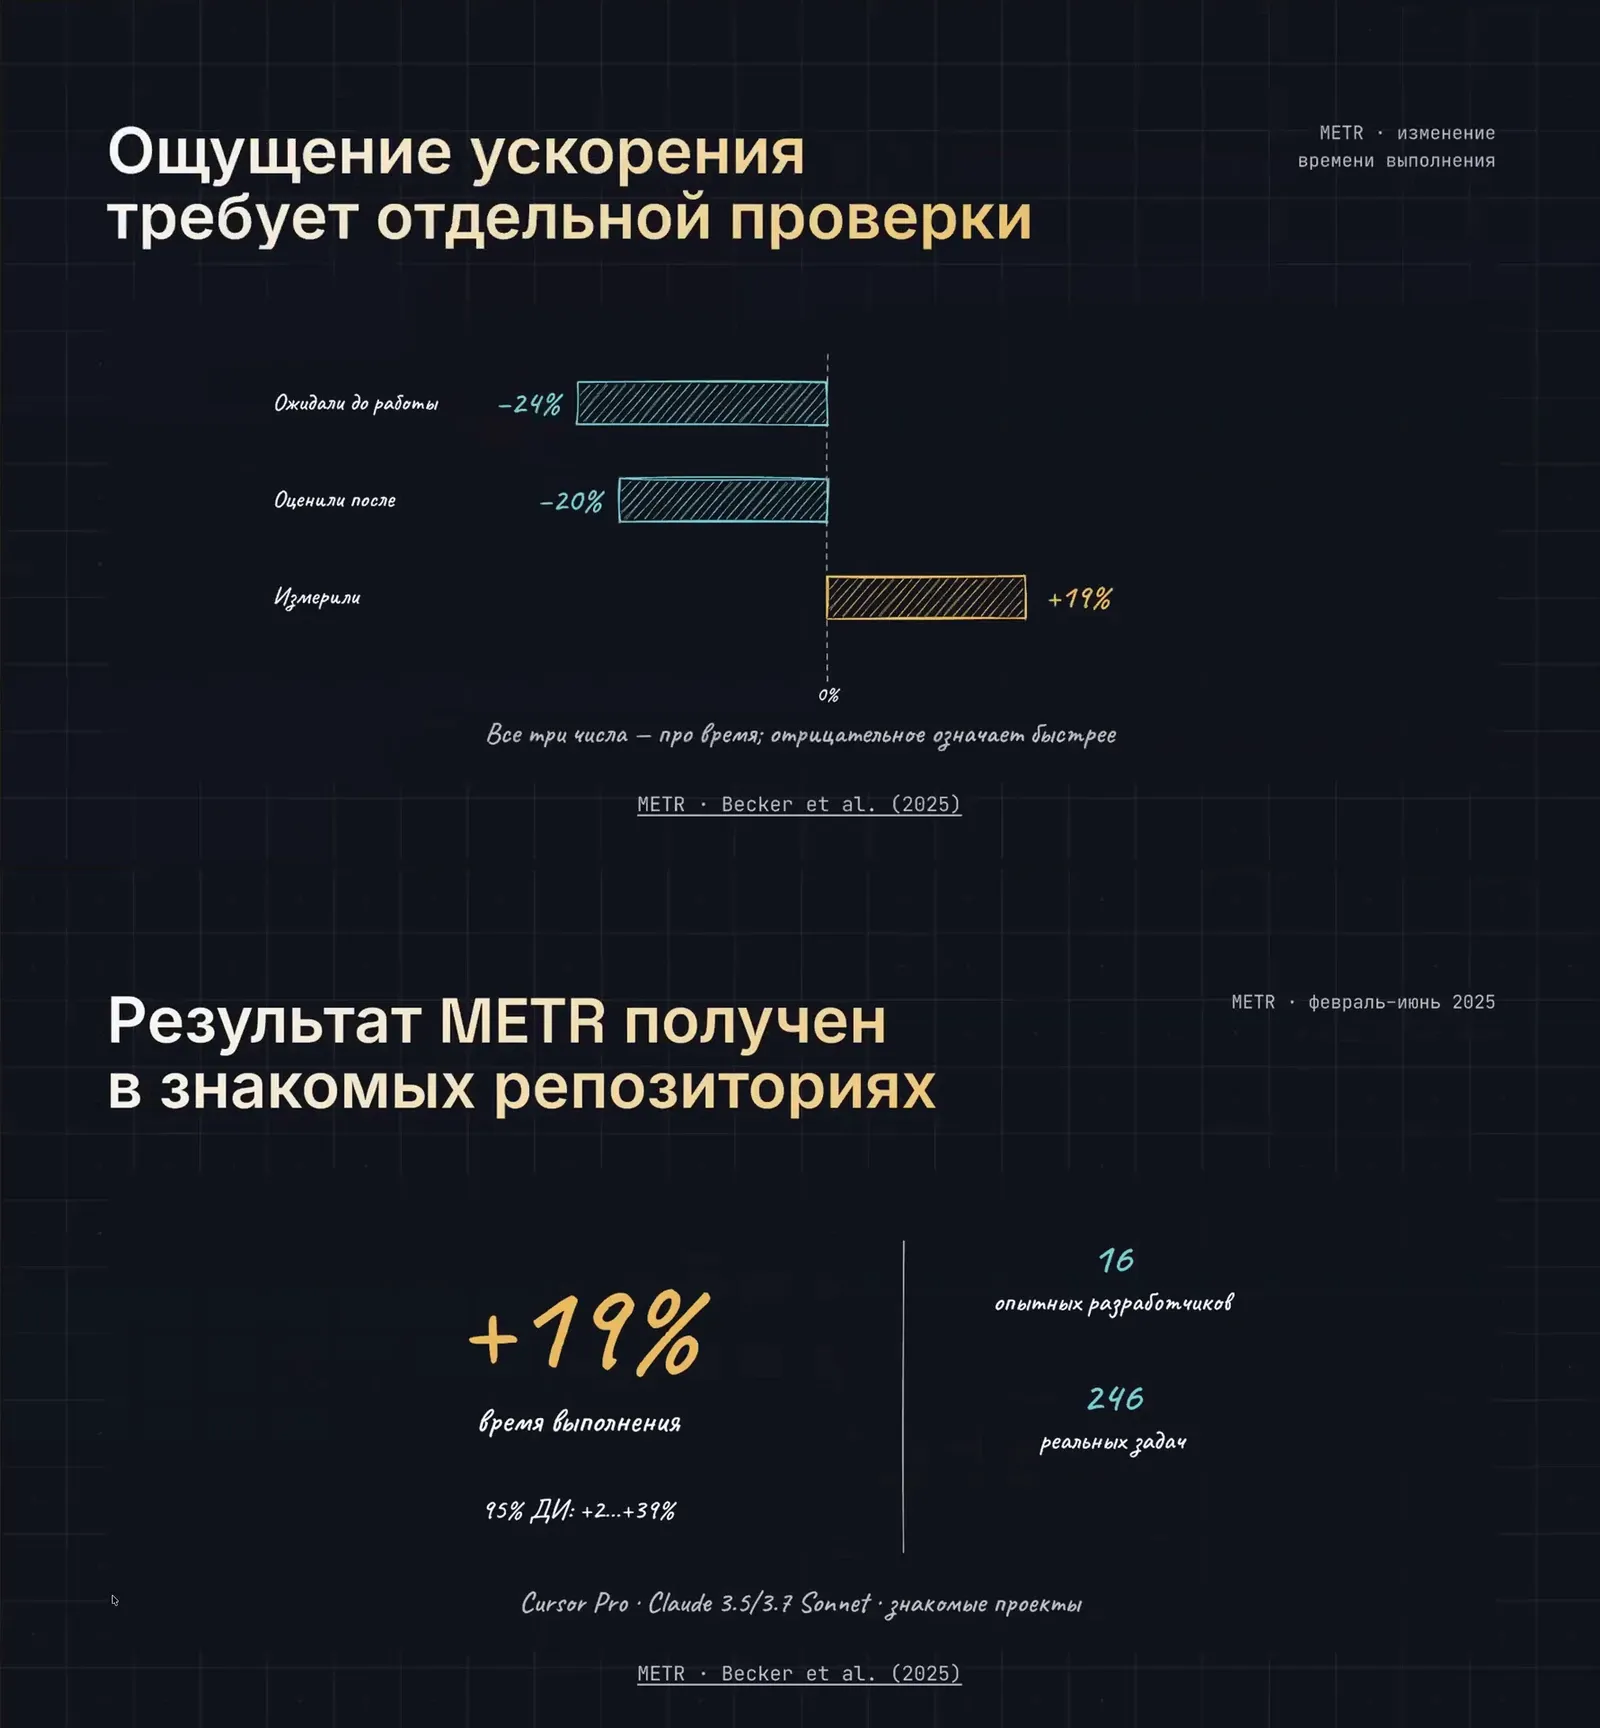 Ощущение ускорения
требует отдельной проверки
METR · изменение
времени выполнения
Ожидали до работы −24%
Оценили после −20%
Измерили +19%
0%
Все три числа — про время; отрицательное означает быстрее
METR · Becker et al. (2025)
Результат METR получен
в знакомых репозиториях
METR · февраль–июнь 2025
+19%
время выполнения
95% ДИ: +2…+39%
16
опытных разработчиков
246
реальных задач
Cursor Pro · Claude 3.5/3.7 Sonnet · знакомые проекты
METR · Becker et al. (2025)